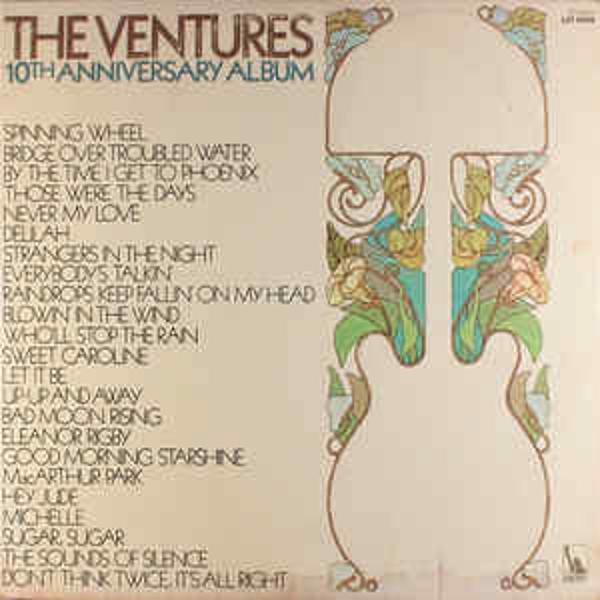 THE VENTURES
10TH ANNIVERSARY ALBUM
SPINNING WHEEL
BRIDGE OVER TROUBLED WATER
BY THE TIME I GET TO PHOENIX
THOSE WERE THE DAYS
NEVER MY LOVE
DELILAH
STRANGERS IN THE NIGHT
EVERYBODY'S TALKIN'
RAINDROPS KEEP FALLIN' ON MY HEAD
BLOWIN' IN THE WIND
WHO'LL STOP THE RAIN
SWEET CAROLINE
LET IT BE
UP-UP AND AWAY
BAD MOON RISING
ELEANOR RIGBY
GOOD MORNING STARSHINE
MacARTHUR PARK
HEY JUDE
MICHELLE
SUGAR, SUGAR
THE SOUNDS OF SILENCE
DON'T THINK TWICE, IT'S ALL RIGHT